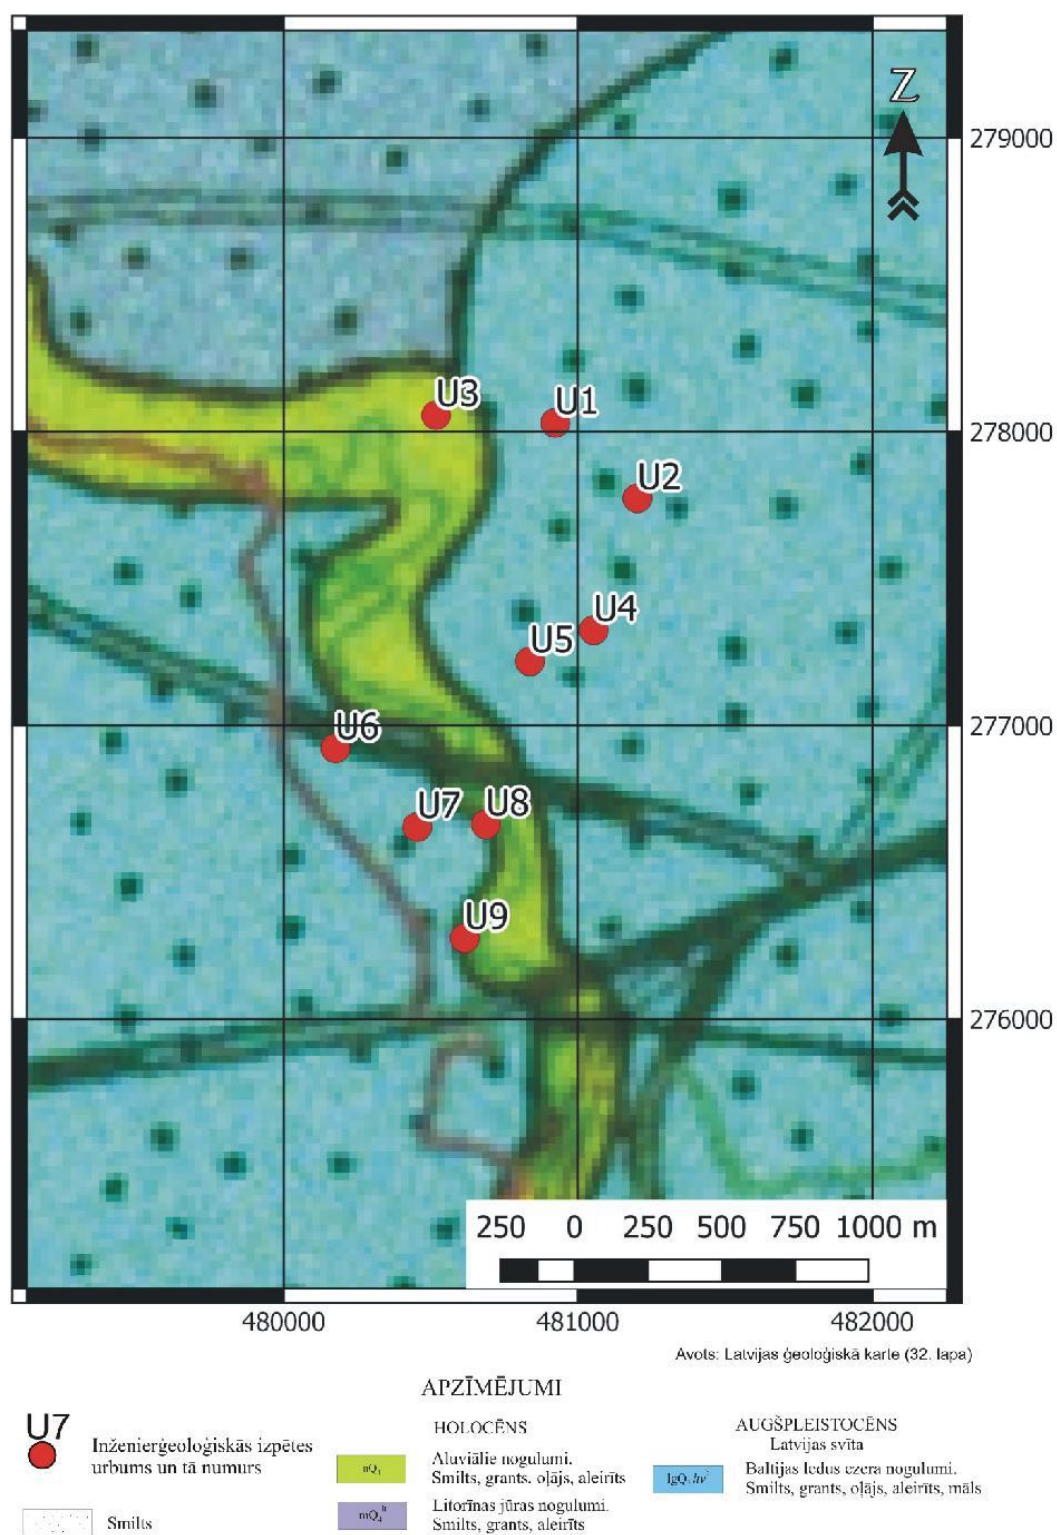 Z
279000
U3
U1
278000
U2
U4
U5
277000
U6
U7
U8
U9
276000
250 0 250 500 750 1000 m
480000 481000 482000
Avots: Latvijas ģeoloģiskā karte (32. lapa)
APZĪMĒJUMI
U7
Inženierģeoloģiskās izpētes
urbums un tā numurs
Smilts
HOLOCĒNS
Aluviālie nogulumi.
Smilts, grants. oļājs, aleirīts
Litorīnas jūras nogulumi.
Smilts, grants, aleirīts
AUGŠPLEISTOCĒNS
Latvijas svīta
Baltijas ledus ezera nogulumi.
Smilts, grants, oļājs, aleirīts, māls